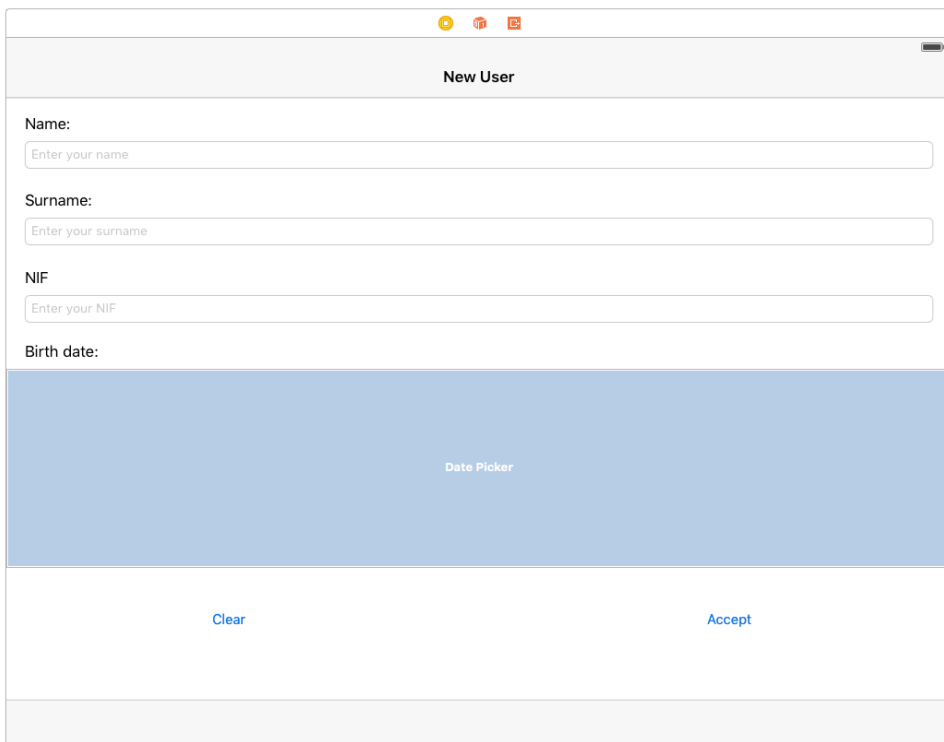 New User
Name:
Enter your name
Surname:
Enter your surname
NIF
Enter your NIF
Birth date:
Date Picker
Clear Accept